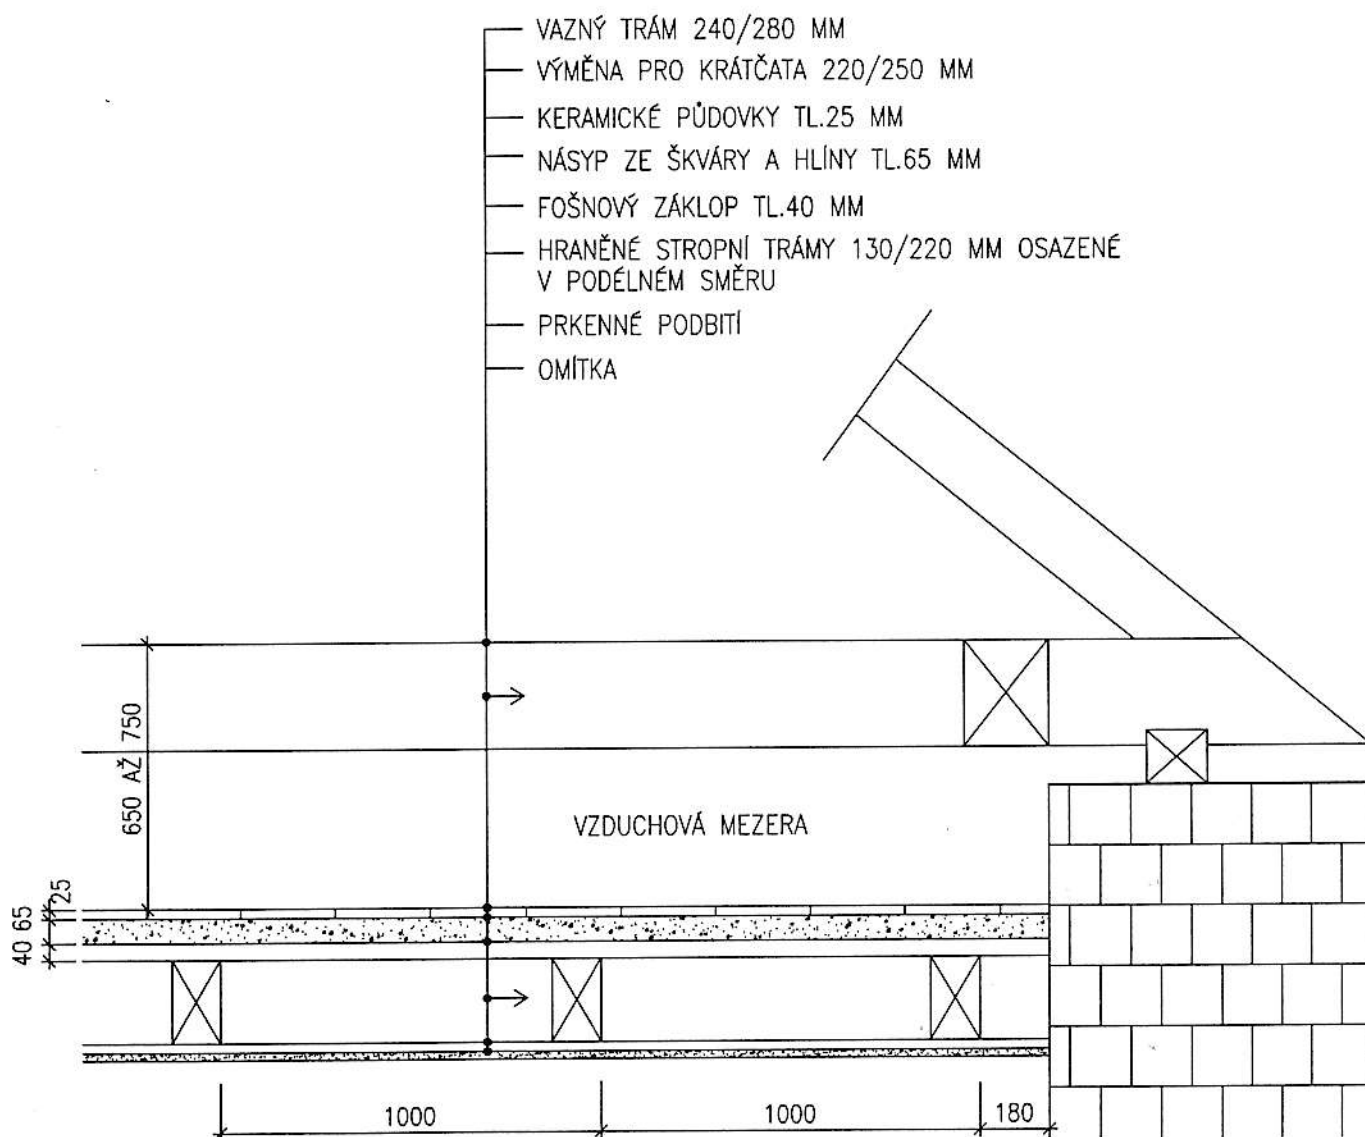 VAZNÝ TRÁM 240/280 MM
VÝMĚNA PRO KRÁTČATA 220/250 MM
KERAMICKÉ PŮDOVKY TL.25 MM
NÁSYP ZE ŠKVÁRY A HLÍNY TL.65 MM
FOŠNOVÝ ZÁKLOP TL.40 MM
HRANĚNÉ STROPNÍ TRÁMY 130/220 MM OSAZENÉ
V PODÉLNÉM SMĚRU
PRKENNÉ PODBITÍ
OMÍTKA
650 AŽ 750
VZDUCHOVÁ MEZERA
25
65
40
1000
1000
180